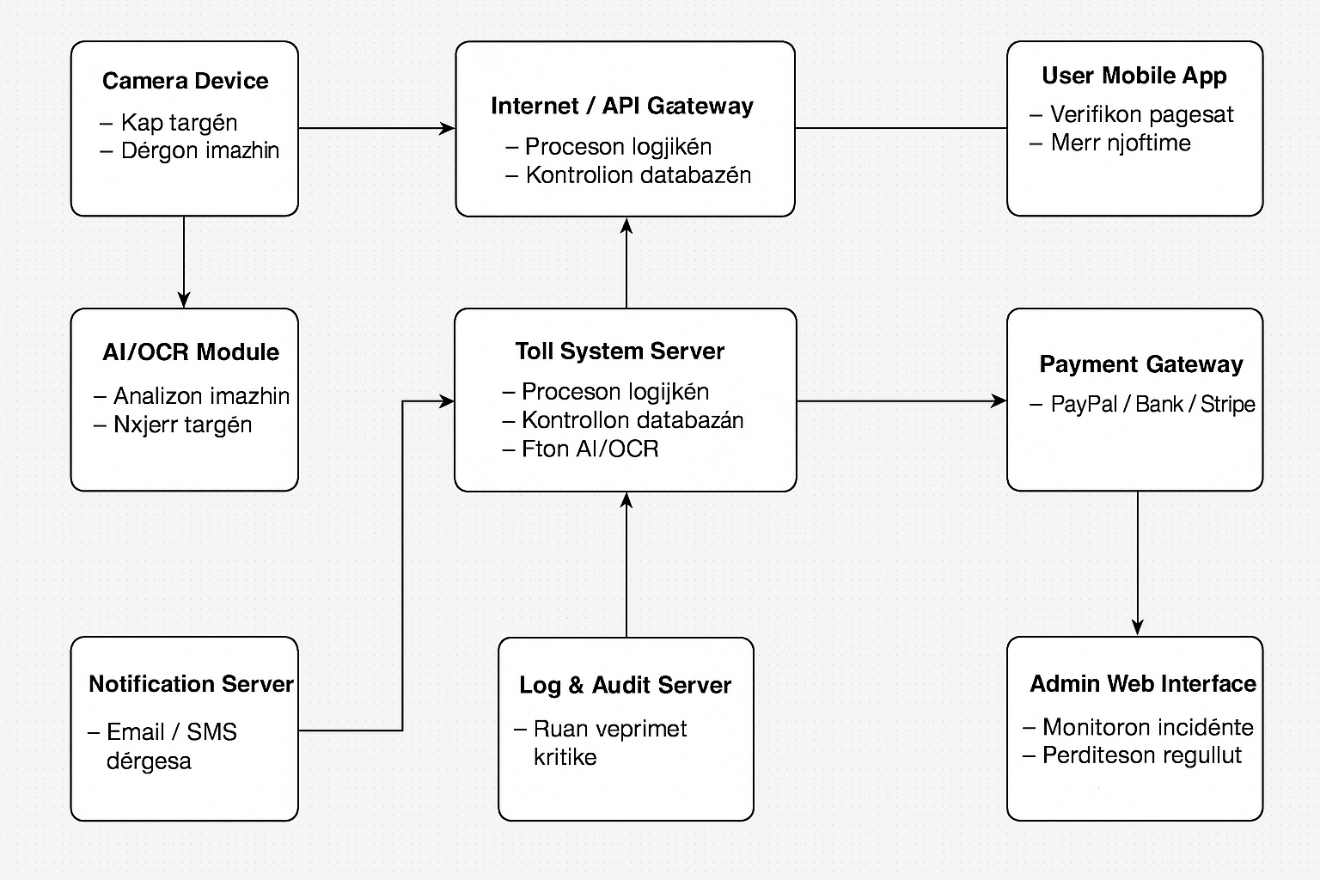 Camera Device
– Kap targén
– Dérgon imazhin
Internet / API Gæteway
– Proceson logjikén
– Kontrolion databazén
User Mobile App
– Verifikon pagesat
– Merr njoftime
AI/OCR Module
– Analizon imazhin
– Nxjerr targén
Toll System Server
– Proceson logijkén
– Kontrollon databazán
– Fton AI/OCR
Payment Gateway
– PayPal / Bank / Stripe
Notification Server
– Email / SMS
dérgesa
Log & Audit Server
– Ruan veprimet
kritike
Admin Web Interface
– Monitoron incidénte
– Perditeson regullut